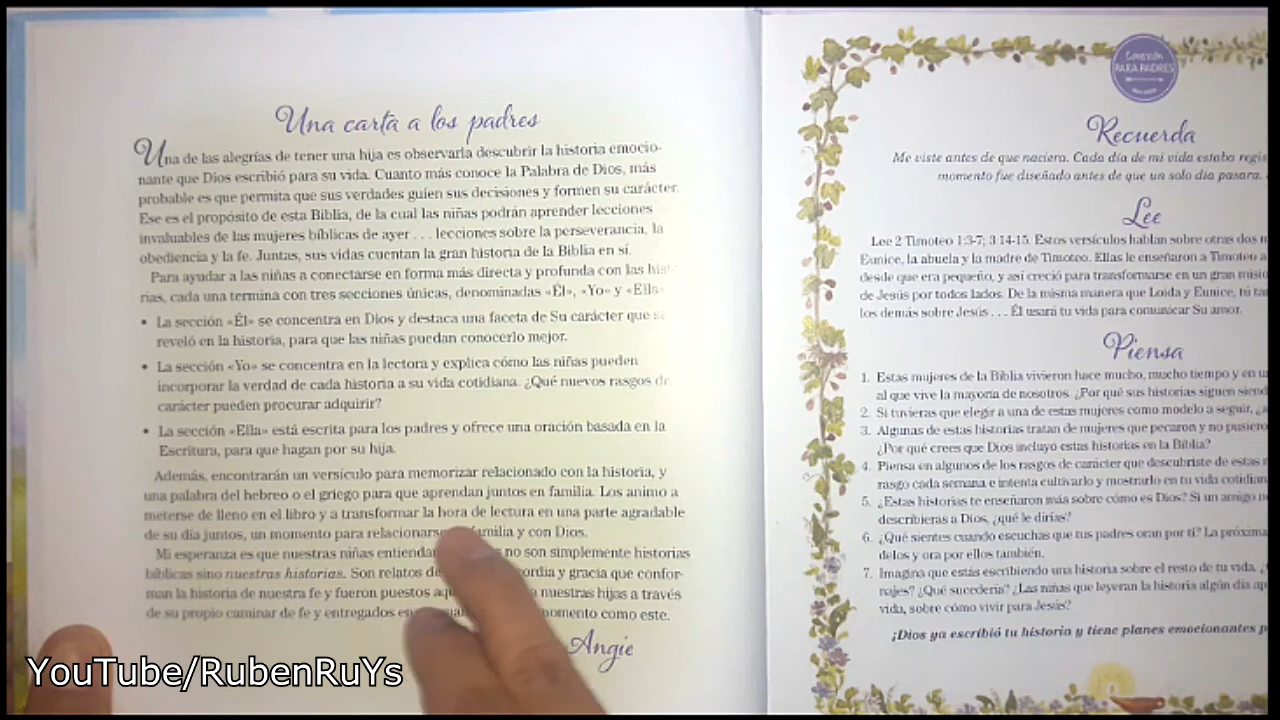 Una carta a los padres
Una de las alegrías de tener una hija es observarla descubrir la historia emocio-
nante que Dios escribió para su vida. Cuanto más conoce la Palabra de Dios, más
probable es que permita que sus verdades guíen sus decisiones y formen su carácter.
Ese es el propósito de esta Biblia, de la cual las niñas podrán aprender lecciones
invaluables de las mujeres bíblicas de ayer . . . lecciones sobre la perseverancia, la
obediencia y la fe. Juntas, sus vidas cuentan la gran historia de la Biblia en sí.
Para ayudar a las niñas a conectarse en forma más directa y profunda con las histo-
rias, cada una termina con tres secciones únicas, denominadas «Él», «Yo» y «Ella»
• La sección «Él» se concentra en Dios y destaca una faceta de Su carácter que se
reveló en la historia, para que las niñas puedan conocerlo mejor.
• La sección «Yo» se concentra en la lectora y explica cómo las niñas pueden
incorporar la verdad de cada historia a su vida cotidiana. ¿Qué nuevos rasgos de
carácter pueden procurar adquirir?
• La sección «Ella» está escrita para los padres y ofrece una oración basada en la
Escritura, para que hagan por su hija.
Además, encontrarán un versículo para memorizar relacionado con la historia, y
una palabra del hebreo o el griego para que aprendan juntos en familia. Los animo a
meterse de lleno en el libro y a transformar la hora de lectura en una parte agradable
de su día juntos, un momento para relacionarse familia y con Dios.
Mi esperanza es que nuestras niñas entiendan no son simplemente historias
bíblicas sino nuestras historias. Son relatos de y gracia que confor-
man la historia de nuestra fe y fueron puestos a nuestras hijas a través
de su propio caminar de fe y entregados en momento como este.
Angie
YouTube/RubenRuYs
Corazón
PARA PADRES
Recuerda
Me viste antes de que naciera. Cada día de mi vida estaba regis
momento fue diseñado antes de que un solo día pasara.
Lee
Lee 2 Timoteo 1:3-7; 3:14-15. Estos versículos hablan sobre otras dos m
Eunice, la abuela y la madre de Timoteo. Ellas le enseñaron a Timoteo a
desde que era pequeño, y así creció para transformarse en un gran misio
de Jesús por todos lados. De la misma manera que Loida y Eunice, tú ta
los demás sobre Jesús . . . Él usará tu vida para comunicar Su amor.
Piensa
1. Estas mujeres de la Biblia vivieron hace mucho, mucho tiempo y en u
al que vive la mayoría de nosotros. ¿Por qué sus historias siguen siend
2. Si tuvieras que elegir a una de estas mujeres como modelo a seguir, ¿
3. Algunas de estas historias tratan de mujeres que pecaron y no pusiero
¿Por qué crees que Dios incluyó estas historias en la Biblia?
4. Piensa en algunos de los rasgos de carácter que descubriste de estas
rasgo cada semana e intenta cultivarlo y mostrarlo en tu vida cotidian
5. ¿Estas historias te enseñaron más sobre cómo es Dios? Si un amigo
describieras a Dios, ¿qué le dirías?
6. ¿Qué sientes cuando escuchas que tus padres oran por ti? La próxima
delos y ora por ellos también.
7. Imagina que estás escribiendo una historia sobre el resto de tu vida.
najes? ¿Qué sucedería? ¿Las niñas que leyeran la historia algún día ap
vida, sobre cómo vivir para Jesús?
¡Dios ya escribió tu historia y tiene planes emocionantes p